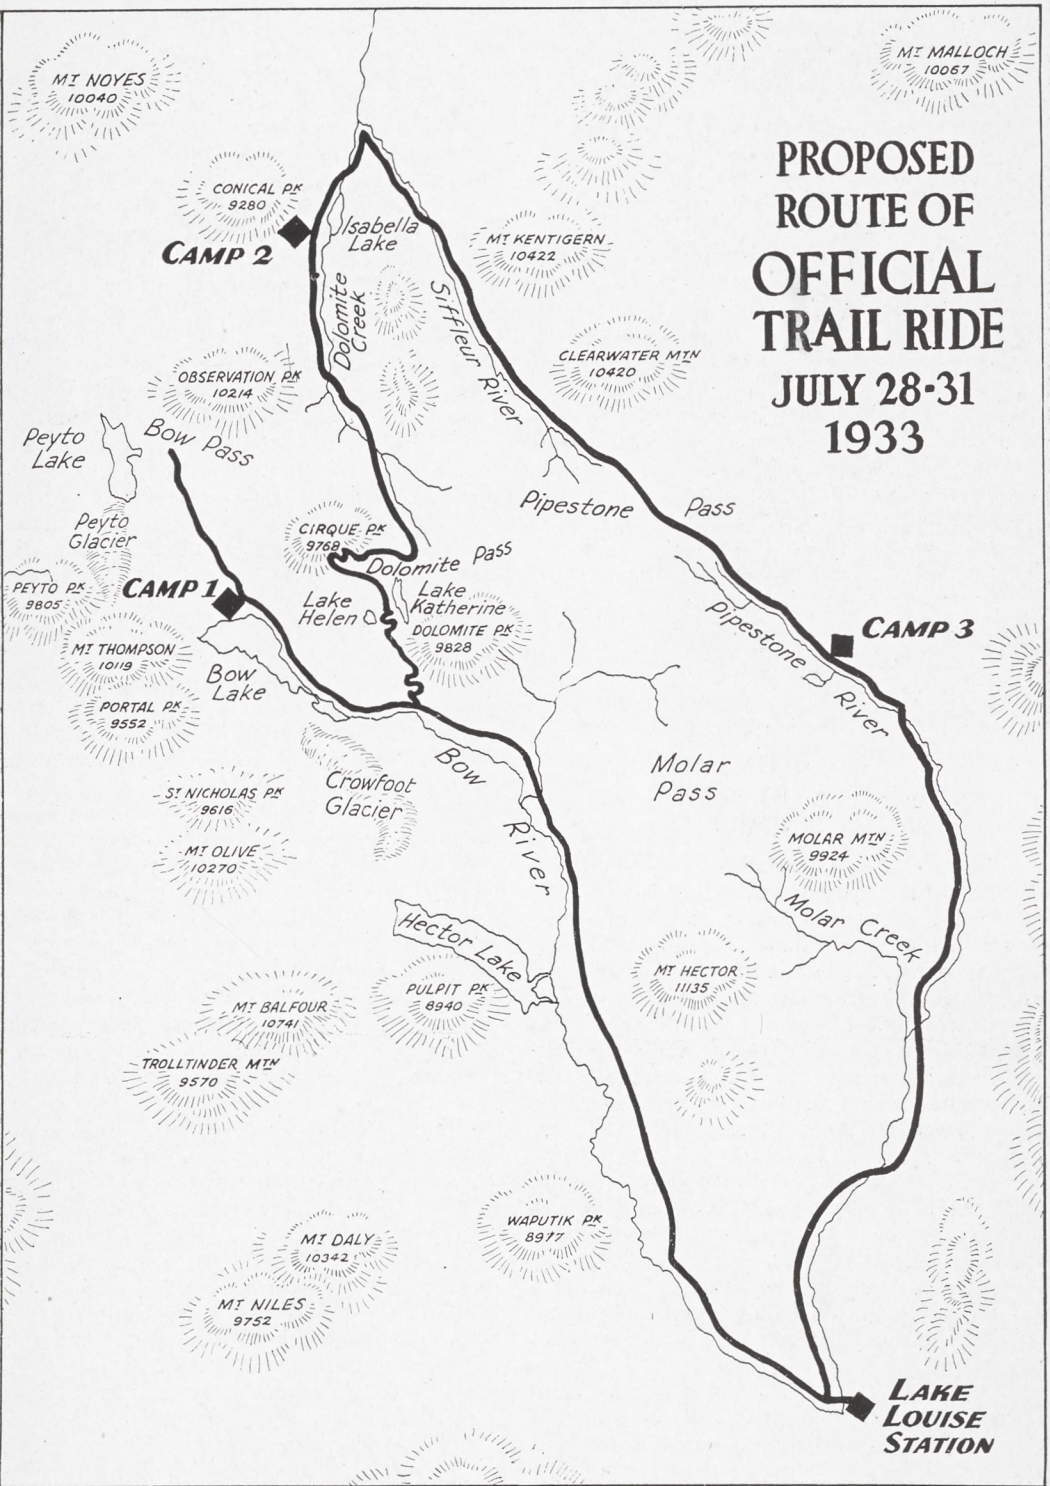 MT NOYES
10040
MT MALLOCH
10067
PROPOSED
ROUTE OF
OFFICIAL
TRAIL RIDE
JULY 28-31
1933
CONICAL PK
9280
CAMP 2
Isabella
Lake
MT KENTIGERN
10422
Dolomite
Creek
Siffleur River
CLEARWATER MTN
10420
OBSERVATION PK
10214
Peyto
Lake
Bow Pass
Pipestone Pass
Peyto
Glacier
CIRQUE PK
9768
Dolomite Pass
PEYTO PK
9805
CAMP 1
Lake
Helen
Lake
Katherine
DOLOMITE PK
9828
Pipestone River
CAMP 3
MT THOMPSON
10119
Bow
Lake
PORTAL PK
9552
Bow River
Molar
Pass
ST NICHOLAS PK
9616
Crowfoot
Glacier
MOLAR MTN
9924
MT OLIVE
10270
Molar Creek
Hector Lake
MT HECTOR
11135
PULPIT PK
8940
MT BALFOUR
10741
TROLLTINDER MTN
9570
WAPUTIK PK
8977
MT DALY
10342
MT NILES
9752
LAKE
LOUISE
STATION